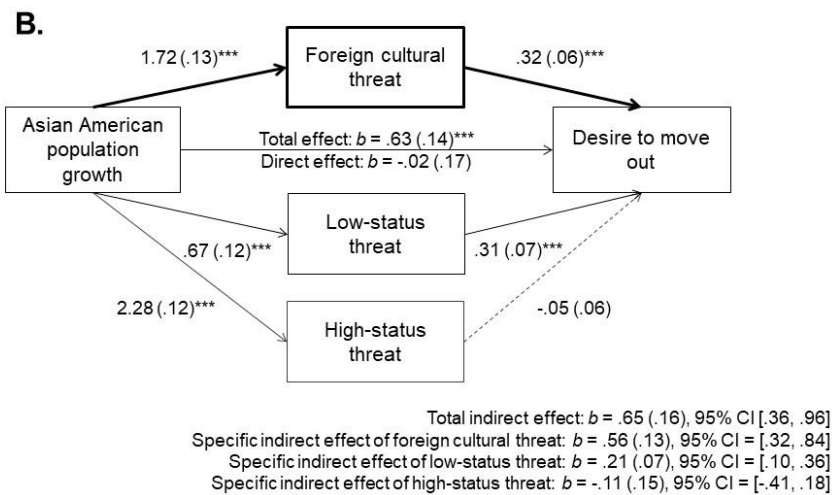 B.
1.72 (.13)***
Foreign cultural
threat
.32 (.06)***
Asian American
population
growth
Total effect: b = .63 (.14)***
Direct effect: b = -.02 (.17)
Desire to move
out
Low-status
threat
.67 (.12)***
.31 (.07)***
2.28 (.12)***
High-status
threat
-.05 (.06)
Total indirect effect: b = .65 (.16), 95% CI [.36, .96]
Specific indirect effect of foreign cultural threat: b = .56 (.13), 95% CI = [.32, .84]
Specific indirect effect of low-status threat: b = .21 (.07), 95% CI = [.10, .36]
Specific indirect effect of high-status threat: b = -.11 (.15), 95% CI = [-.41, .18]